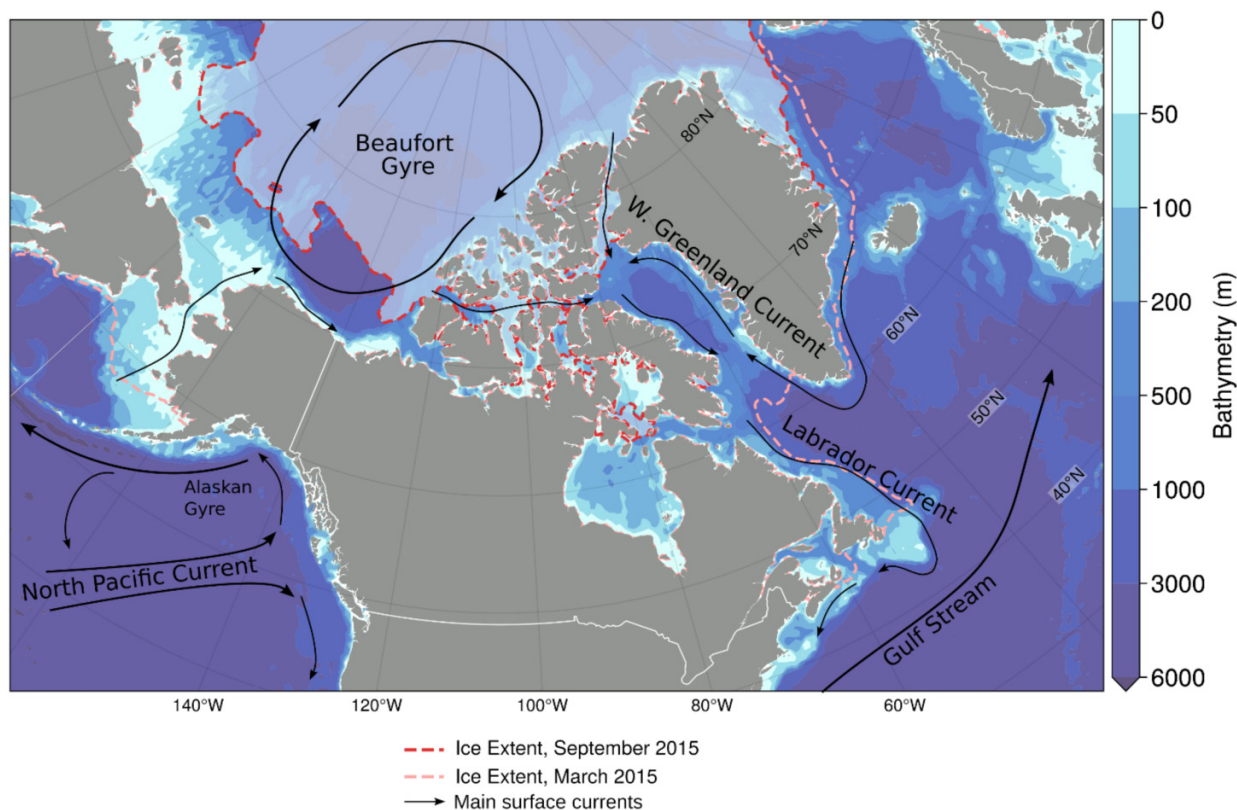 Beaufort
Gyre
80°N
W. Greenland Current
70°N
60°N
50°N
40°N
Labrador Current
Alaskan
Gyre
North Pacific Current
Gulf Stream
0
50
100
200
500
1000
3000
6000
Bathymetry (m)
140°W
120°W
100°W
80°W
60°W
Ice Extent, September 2015
Ice Extent, March 2015
Main surface currents